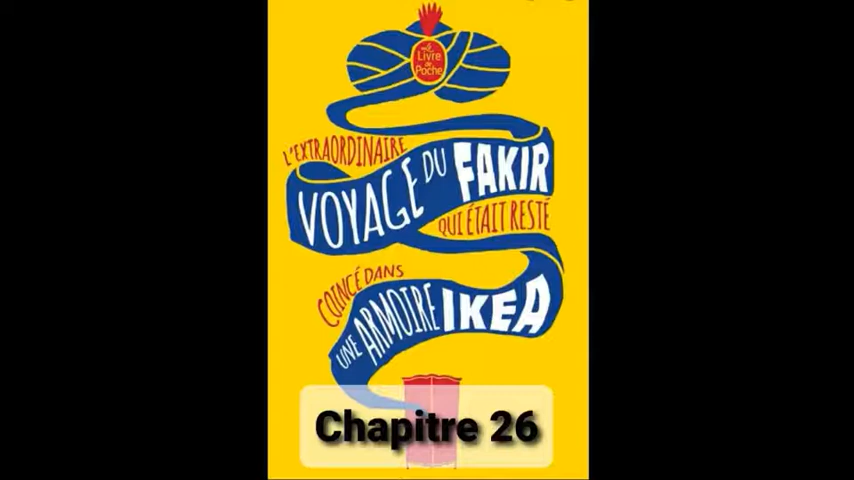 Le
Livre
de
Poche
L'EXTRAORDINAIRE
VOYAGE DU FAKIR
QUI ÉTAIT RESTÉ
COINCÉ DANS
UNE ARMOIRE IKEA
Chapitre 26